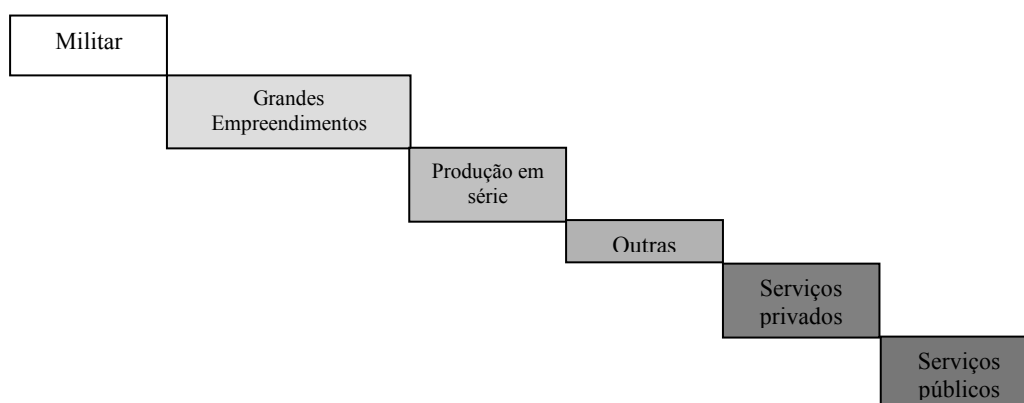 Militar
Grandes
Empreendimentos
Produção em
série
Outras
Serviços
privados
Serviços
públicos